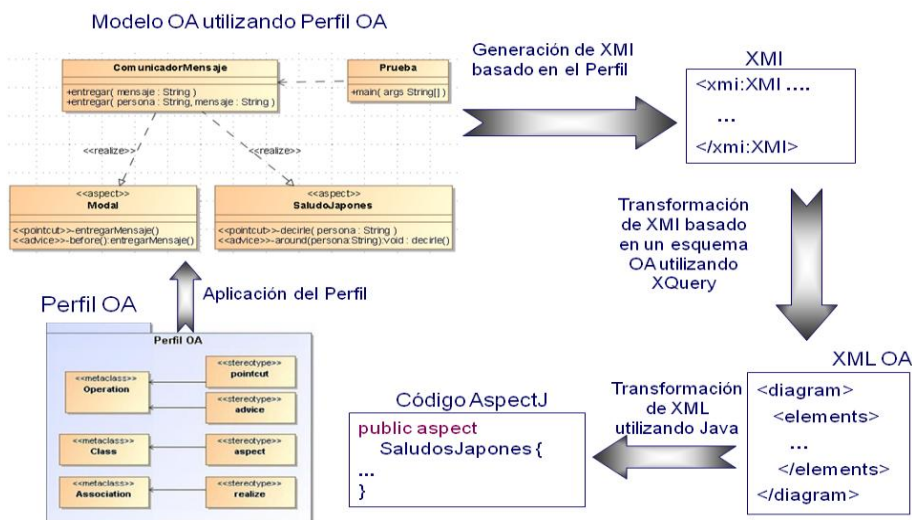 Modelo OA utilizando Perfil OA
ComunicadorMensaje
+entregar( mensaje : String )
+entregar( persona : String, mensaje : String )
Prueba
+main( args String[] )
<<realize>>
<<realize>>
<<aspect>>
Modal
<<pointcut>>-entregarMensaje()
<<advice>>-before():entregarMensaje()
<<aspect>>
SaludoJapones
<<pointcut>>-decirle( persona : String )
<<advice>>-around(persona:String):void : decirle()
Generación de XMI
basado en el Perfil
XMI
<xmi:XMI ....
...
</xmi:XMI>
Transformación
de XMI basado
en un esquema
OA utilizando
XQuery
Aplicación del Perfil
Perfil OA
Perfil OA
<<metaclass>>
Operation
<<stereotype>>
pointcut
<<stereotype>>
advice
<<metaclass>>
Class
<<stereotype>>
aspect
<<metaclass>>
Association
<<stereotype>>
realize
XML OA
<diagram>
<elements>
...
</elements>
</diagram>
Transformación
de XML
utilizando Java
Código AspectJ
public aspect
SaludosJapones {
...
}